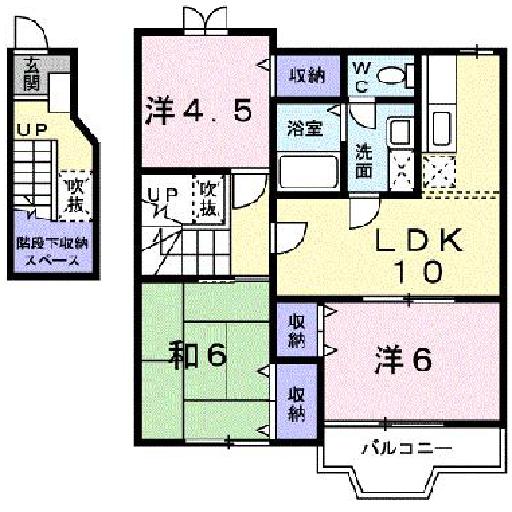 玄関
UP
吹抜
階段下収納
スペース
洋4.5
収納
WC
浴室
洗面
UP
吹抜
LDK
10
和6
収納
収納
洋6
バルコニー